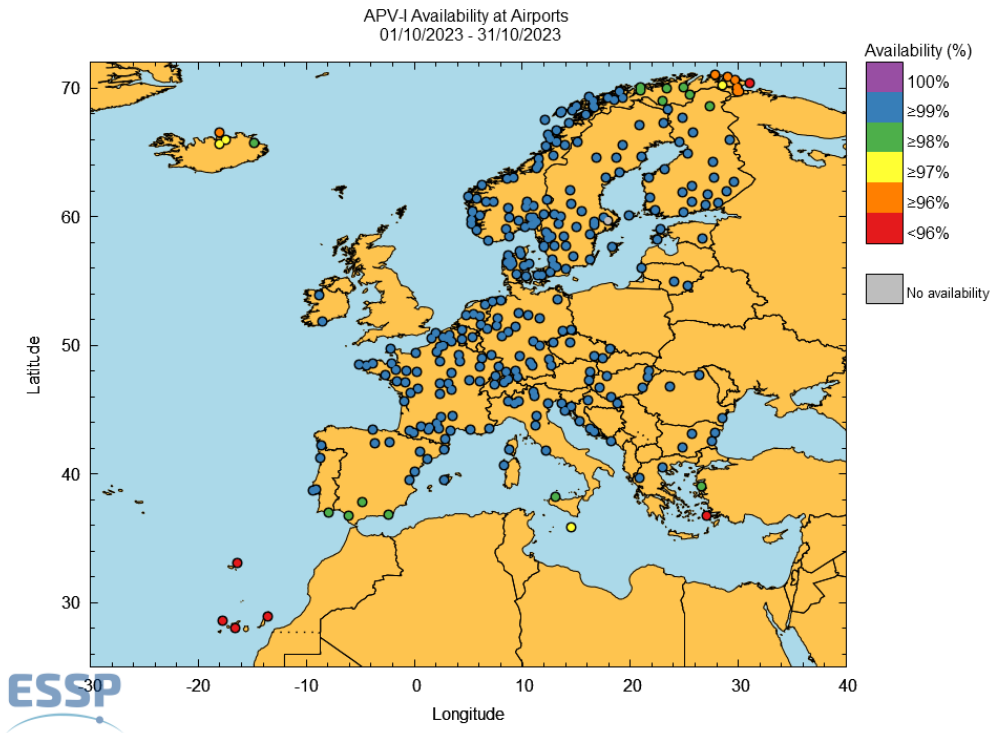 APV-I Availability at Airports
01/10/2023 - 31/10/2023
Availability (%)
100%
≥99%
≥98%
≥97%
≥96%
<96%
No availability
Latitude
70
60
50
40
30
-30
-20
-10
0
10
20
30
40
Longitude
ESSP